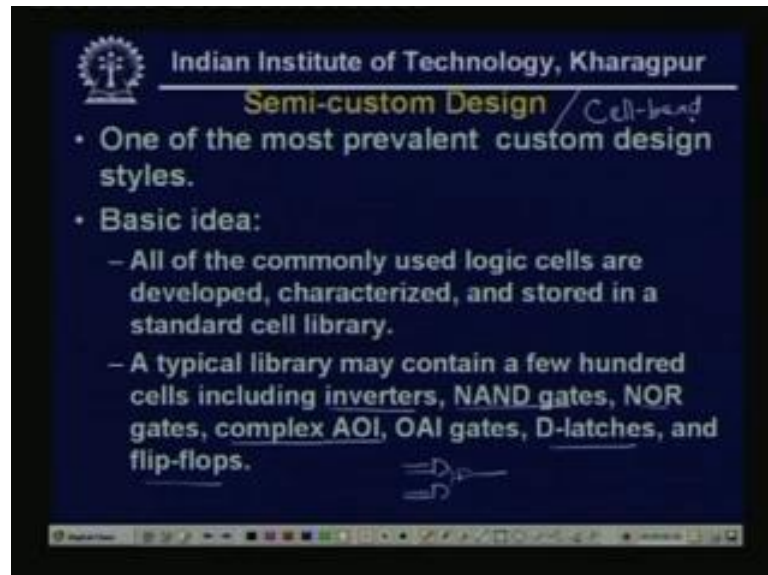 Indian Institute of Technology, Kharagpur
Semi-custom Design / Cell-based
• One of the most prevalent custom design
styles.
• Basic idea:
– All of the commonly used logic cells are
developed, characterized, and stored in a
standard cell library.
– A typical library may contain a few hundred
cells including inverters, NAND gates, NOR
gates, complex AOI, OAI gates, D-latches, and
flip-flops.